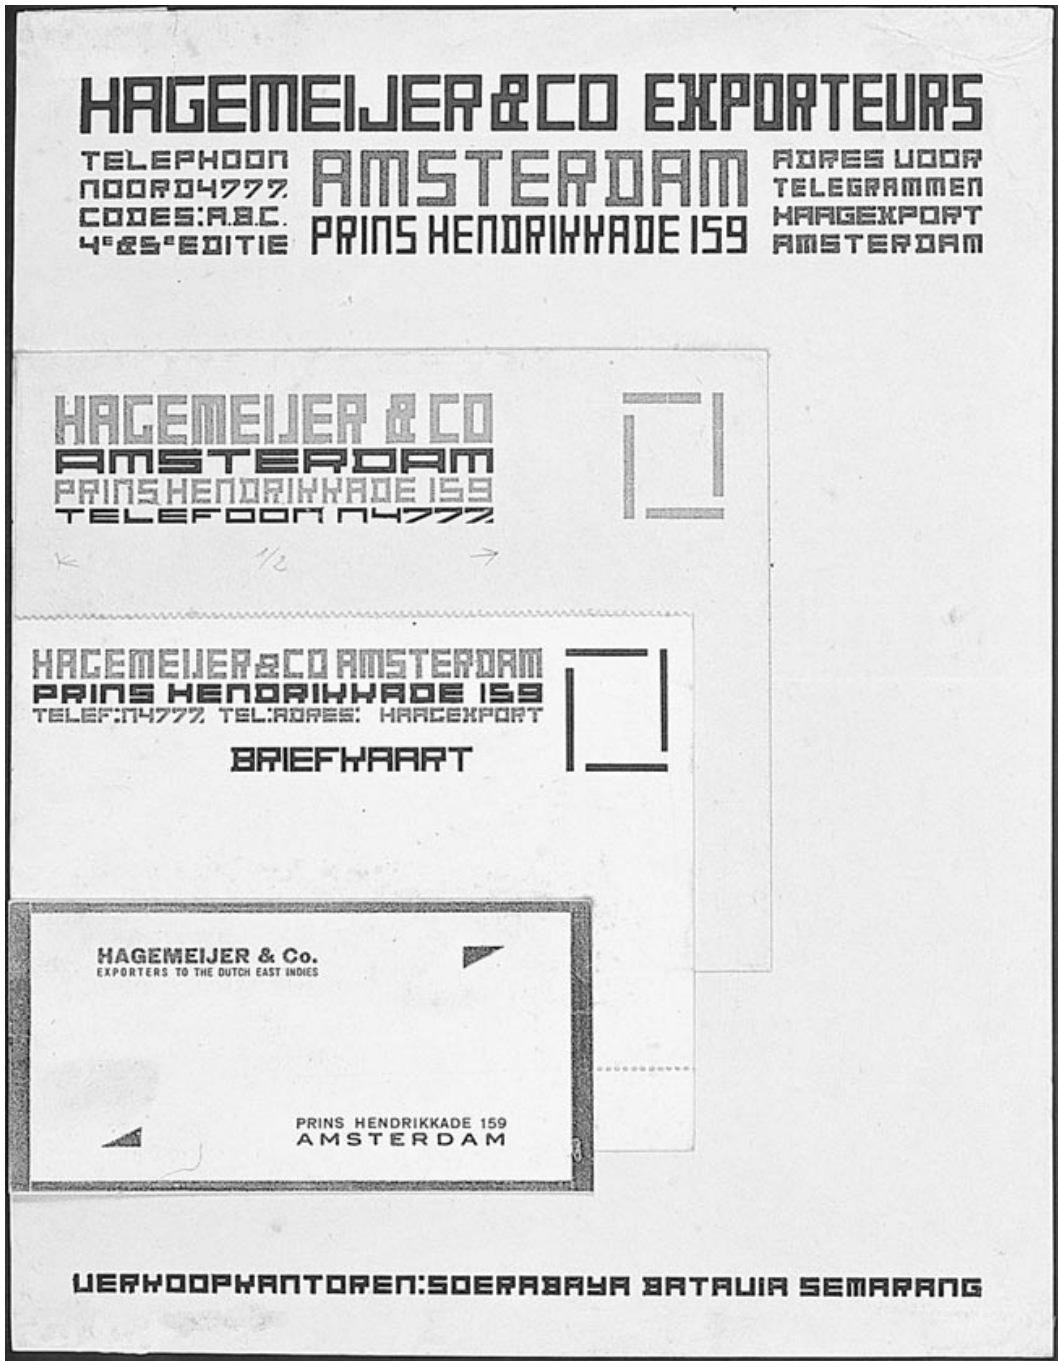 HAGEMEIJER & CO EXPORTEURS
TELEPHOON
NOORD 4777.
CODES: A.B.C.
4E & 5E EDITIE
AMSTERDAM
PRINS HENDRIKKADE 159
ADRES VOOR
TELEGRAMMEN
HAAGEXPORT
AMSTERDAM
HAGEMEIJER & CO
AMSTERDAM
PRINS HENDRIKKADE 159
TELEFOON N4777.
1/2
HAGEMEIJER & CO AMSTERDAM
PRINS HENDRIKKADE 159
TELEF: N4777. TEL: ADRES: HAAGEXPORT
BRIEFKAART
HAGEMEIJER & Co.
EXPORTERS TO THE DUTCH EAST INDIES
PRINS HENDRIKKADE 159
AMSTERDAM
VERKOOPKANTOREN: SOERABAYA BATAVIA SEMARANG